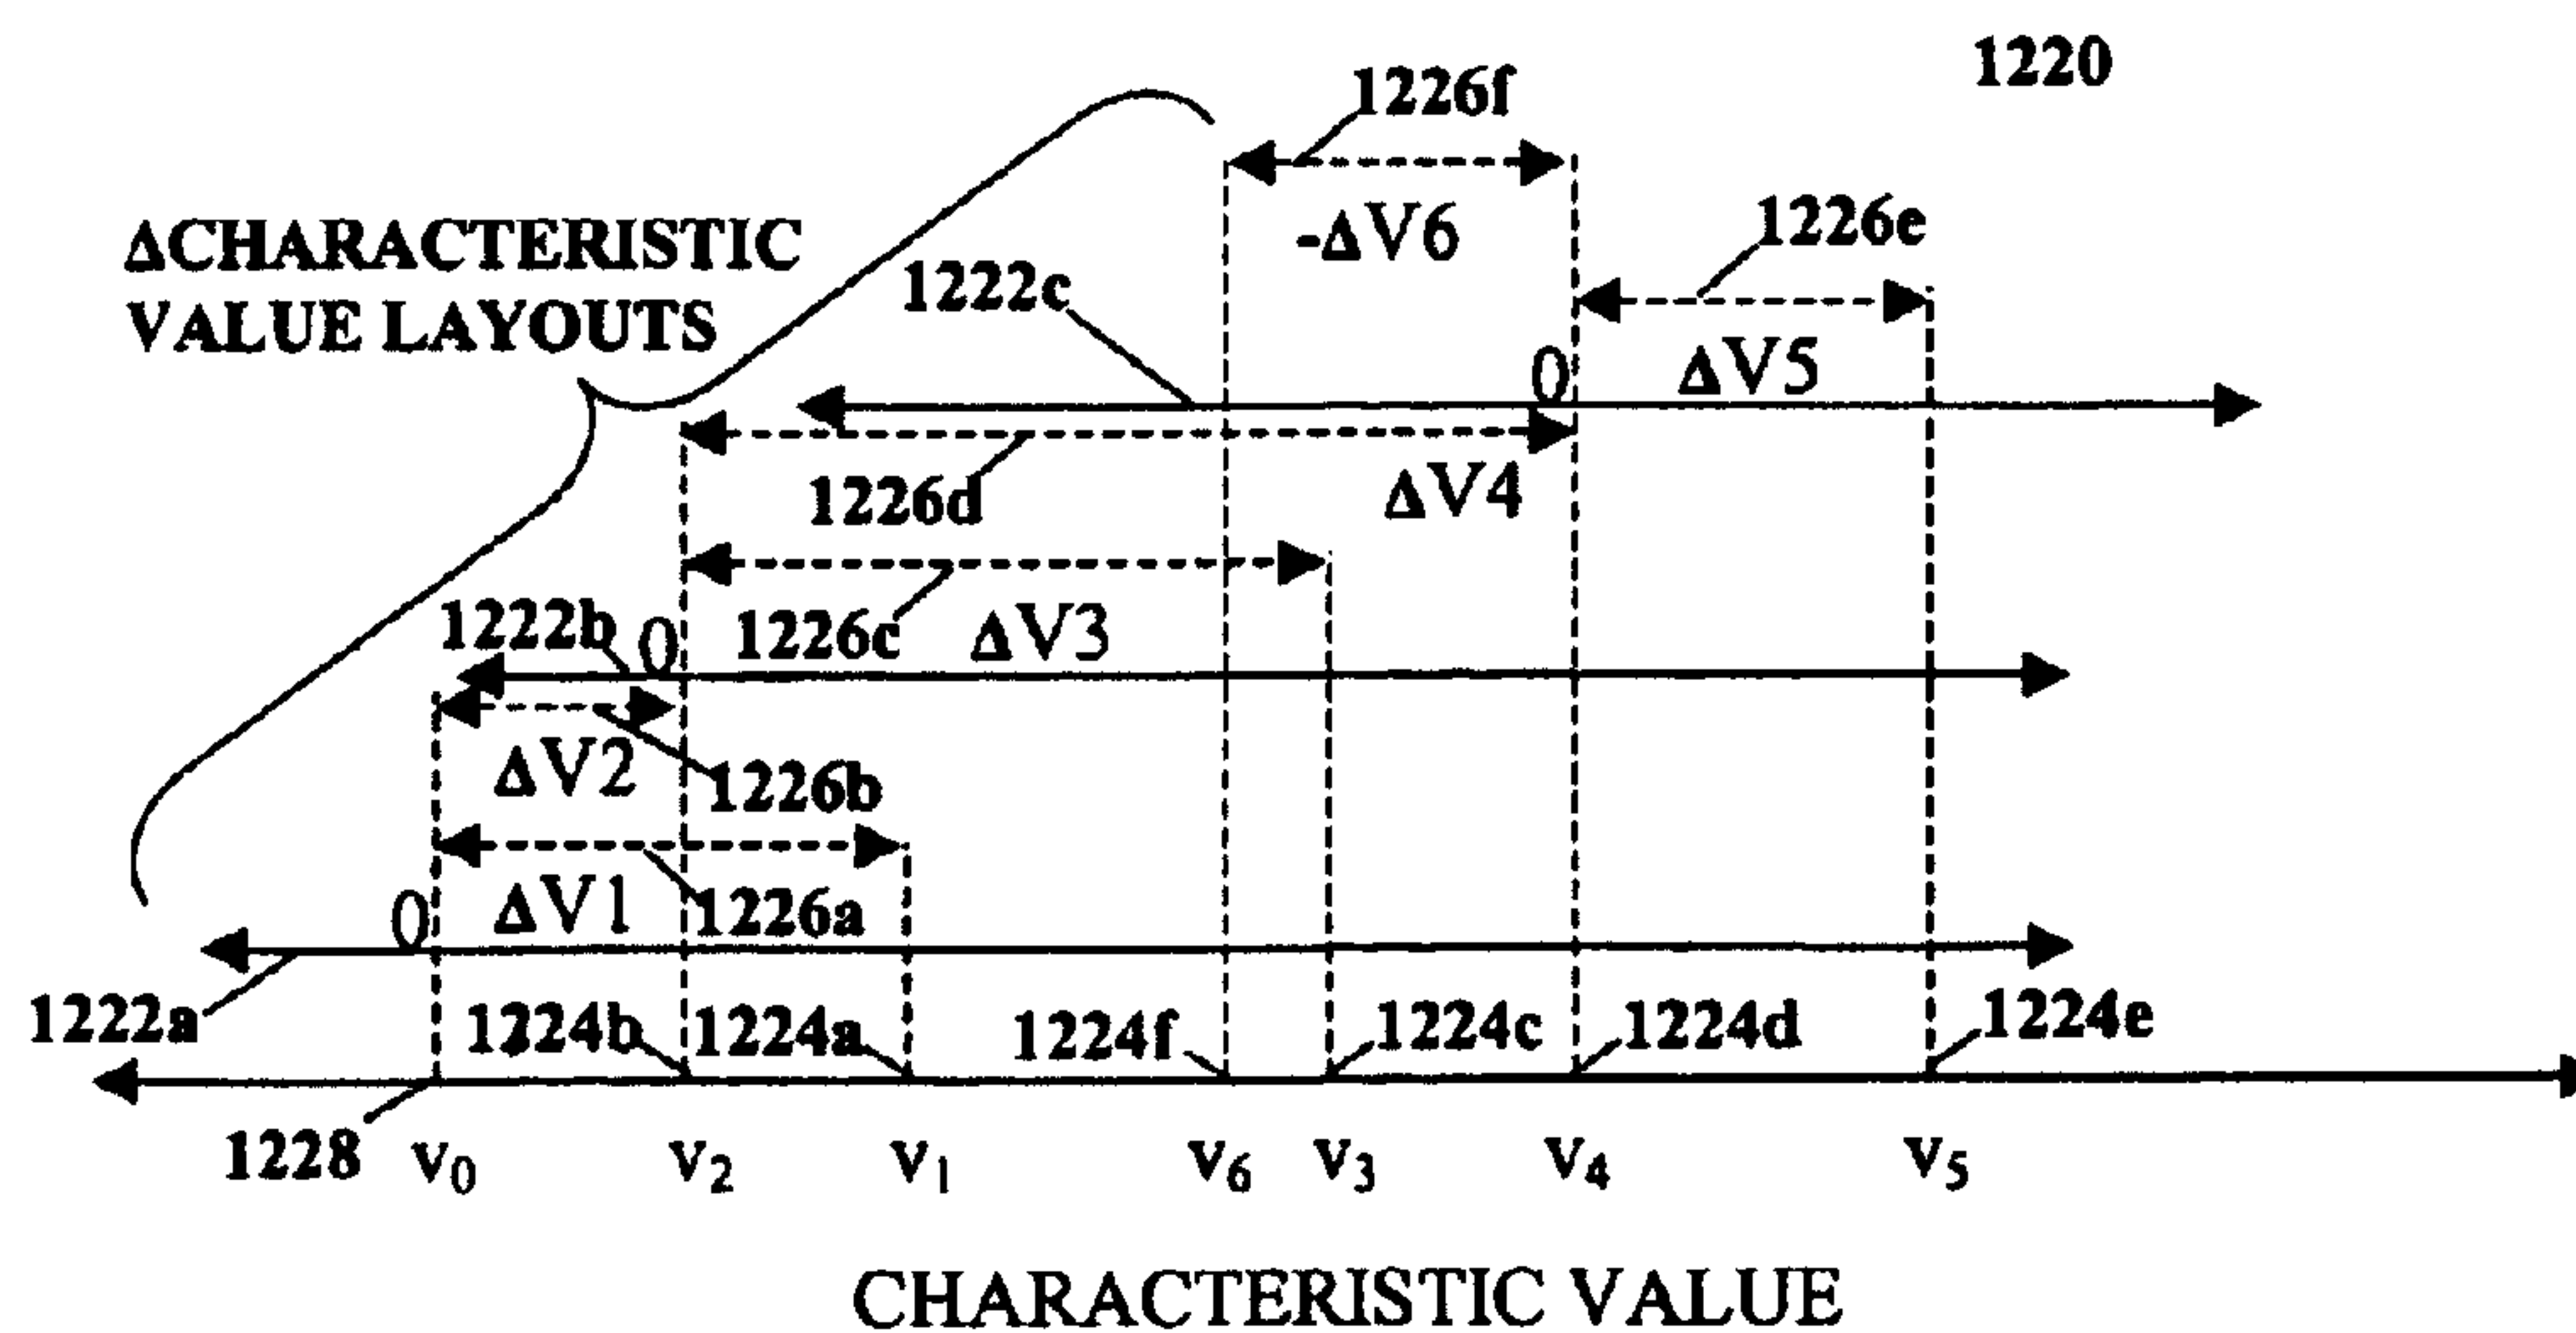 1220
1226f
-ΔV6
1226e
ΔCHARACTERISTIC
VALUE LAYOUTS
1222c
0
ΔV5
1226d
ΔV4
1222b
0
1226c
ΔV3
ΔV2
1226b
0
ΔV1
1226a
1222a
1224b
1224a
1224f
1224c
1224d
1224e
1228
v₀
v₂
v₁
v₆
v₃
v₄
v₅
CHARACTERISTIC VALUE